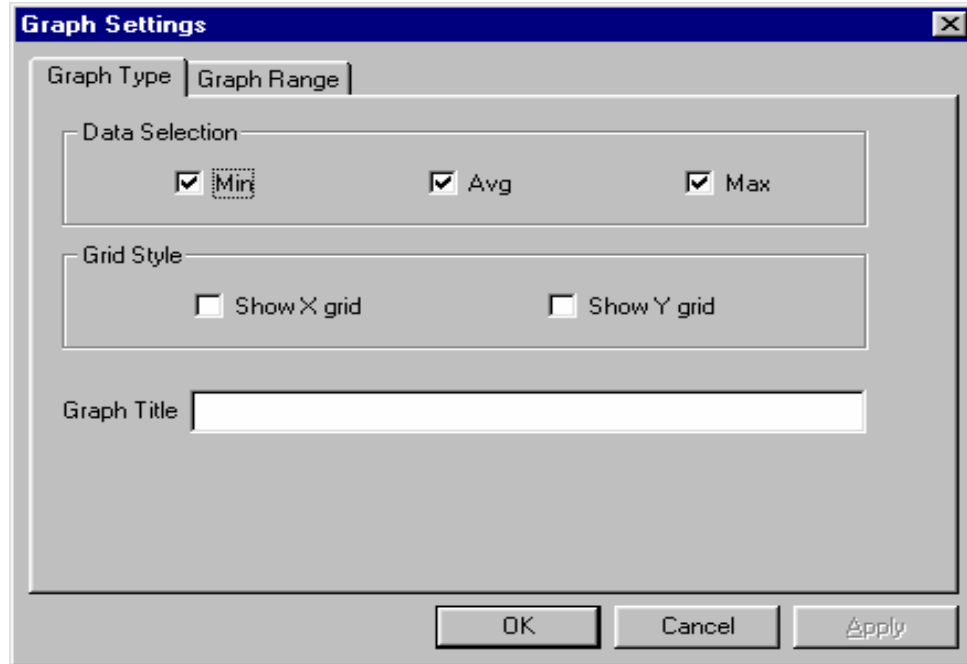 Graph Settings
Graph Type Graph Range
Data Selection
Min Avg Max
Grid Style
Show X grid Show Y grid
Graph Title
OK Cancel Apply